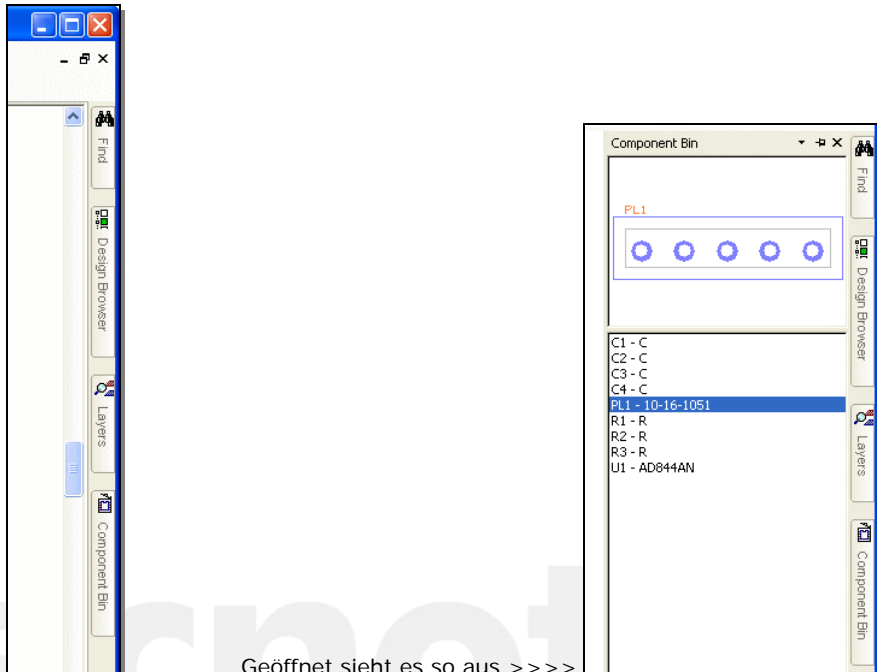 Find
Design Browser
Layers
Component Bin
Geöffnet sieht es so aus >>>>
Component Bin
PL1
C1 - C
C2 - C
C3 - C
C4 - C
PL1 - 10-16-1051
R1 - R
R2 - R
R3 - R
U1 - AD844AN
Find
Design Browser
Layers
Component Bin